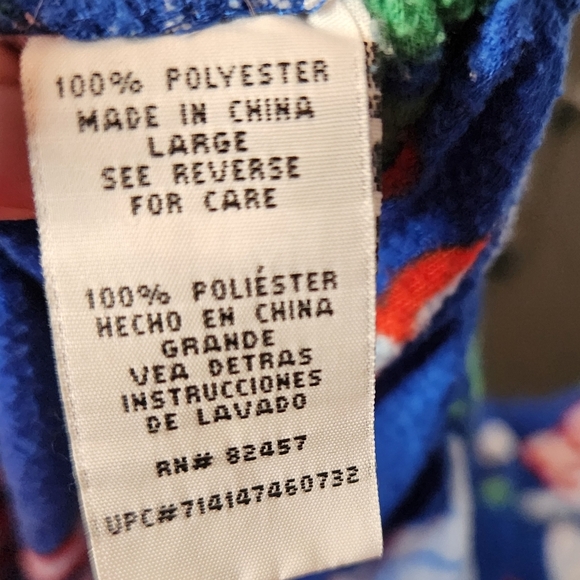 100% POLYESTER
MADE IN CHINA
LARGE
SEE REVERSE
FOR CARE
100% POLIÉSTER
HECHO EN CHINA
GRANDE
VEA DETRAS
INSTRUCCIONES
DE LAVADO
RN# 82457
UPC#714147460732